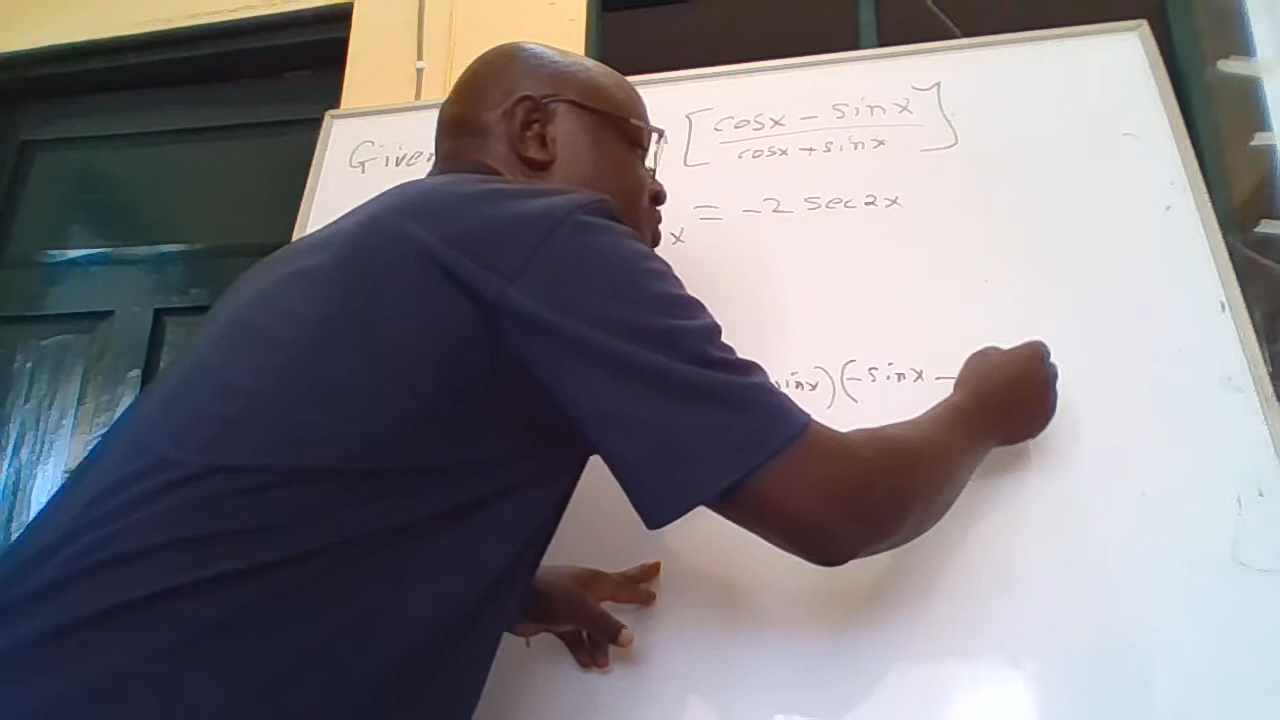 Given [cosx - sinx / cosx + sinx]
x = -2 sec2x
sinx)(-sinx -